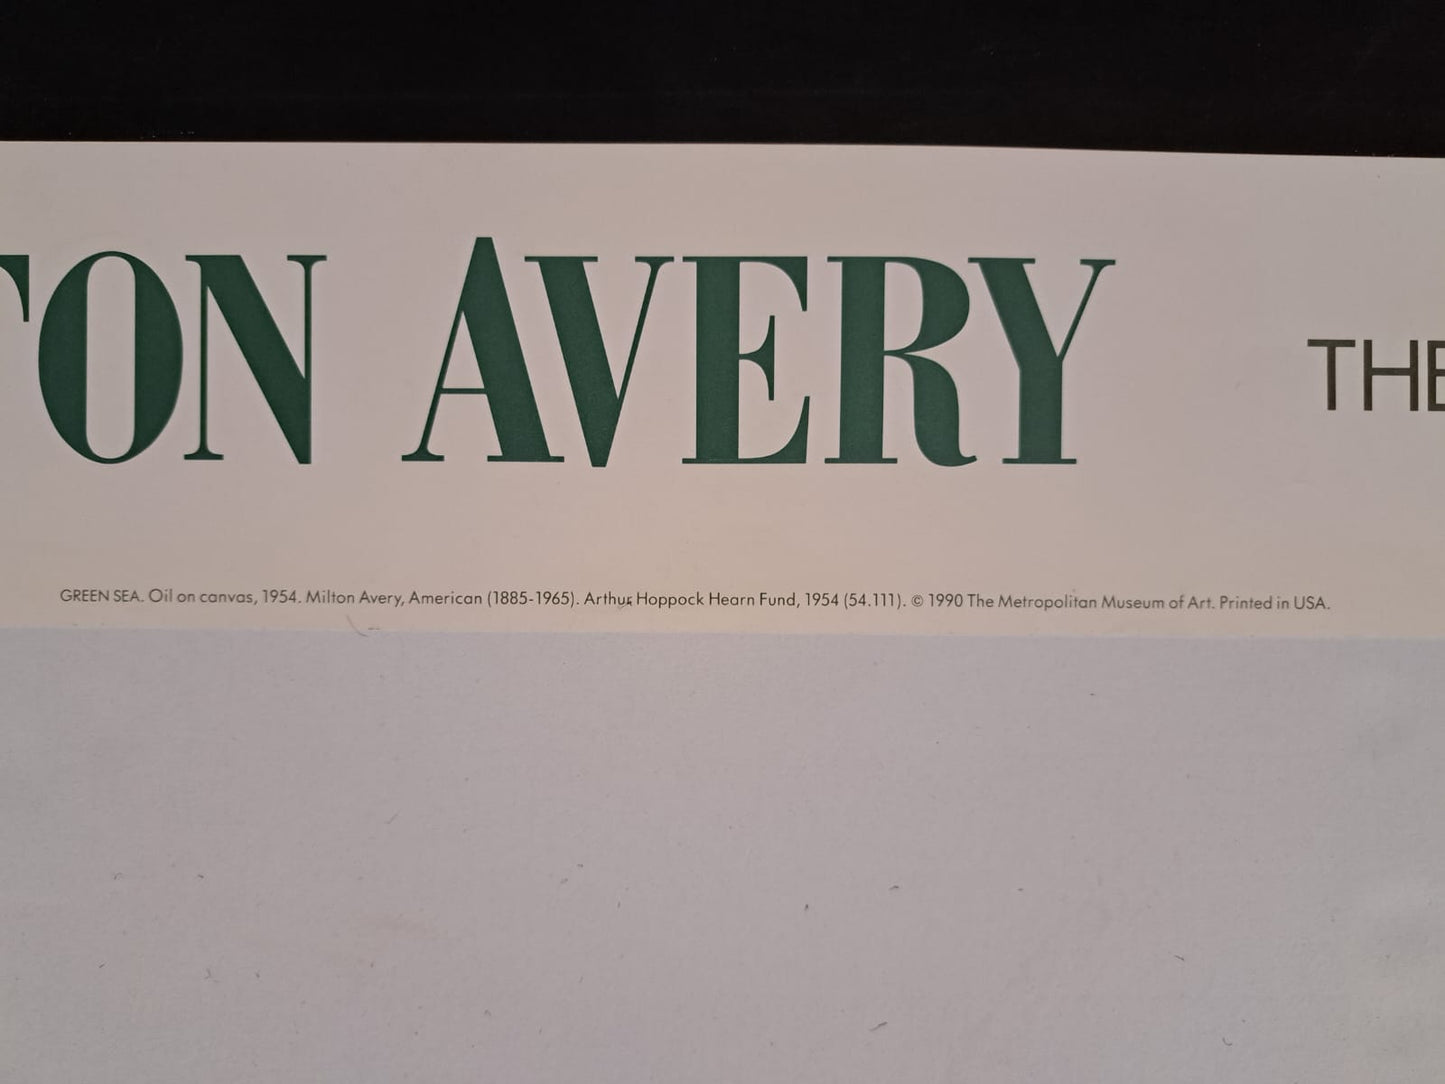 TON AVERY
THE
GREEN SEA. Oil on canvas, 1954. Milton Avery, American (1885-1965). Arthur Hoppock Hearn Fund, 1954 (54.111). © 1990 The Metropolitan Museum of Art. Printed in USA.